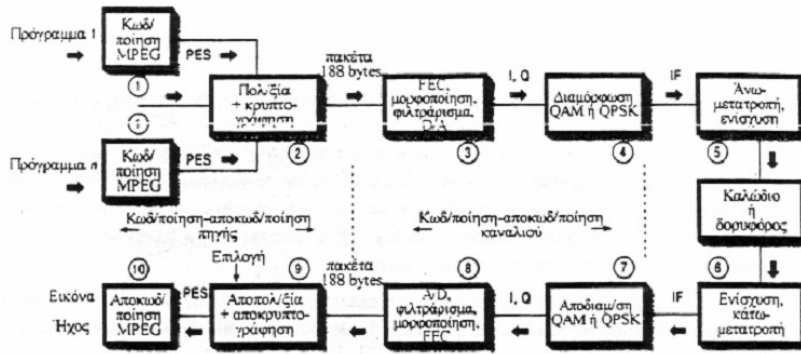 Πρόγραμμα 1
Κωδ/
ποίηση
MPEG
PES
1
Πολ/ξία
+ κρυπτο-
γράφηση
2
πακέτα
188 bytes
FEC,
μορφοποίηση,
φιλτράρισμα,
D/A
3
I, Q
Διαμόρφωση
QAM ή QPSK
4
IF
Άνω-
μετατροπή,
ενίσχυση
5
Πρόγραμμα n
Κωδ/
ποίηση
MPEG
PES
Καλώδιο
ή
δορυφόρος
Κωδ/ποίηση-αποκωδ/ποίηση
πηγής
Κωδ/ποίηση-αποκωδ/ποίηση
καναλιού
Επιλογή
Εικόνα
Ήχος
10
Αποκωδ/
ποίηση
MPEG
PES
9
Αποπολ/ξία
+ αποκρυπτο-
γράφηση
πακέτα
188 bytes
8
A/D,
φιλτράρισμα,
μορφοποίηση,
FEC
I, Q
7
Αποδιαμ/ση
QAM ή QPSK
IF
6
Ενίσχυση,
κάτω-
μετατροπή